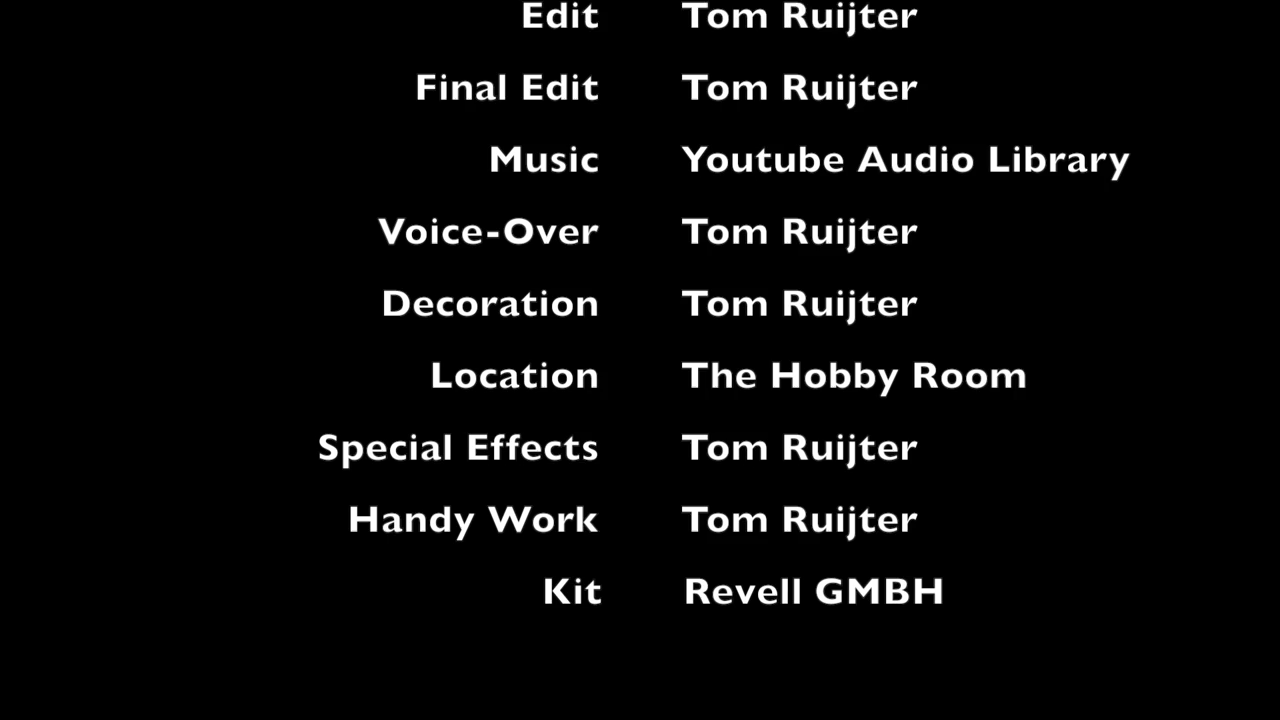 Edit Tom Ruijter
Final Edit Tom Ruijter
Music Youtube Audio Library
Voice-Over Tom Ruijter
Decoration Tom Ruijter
Location The Hobby Room
Special Effects Tom Ruijter
Handy Work Tom Ruijter
Kit Revell GMBH